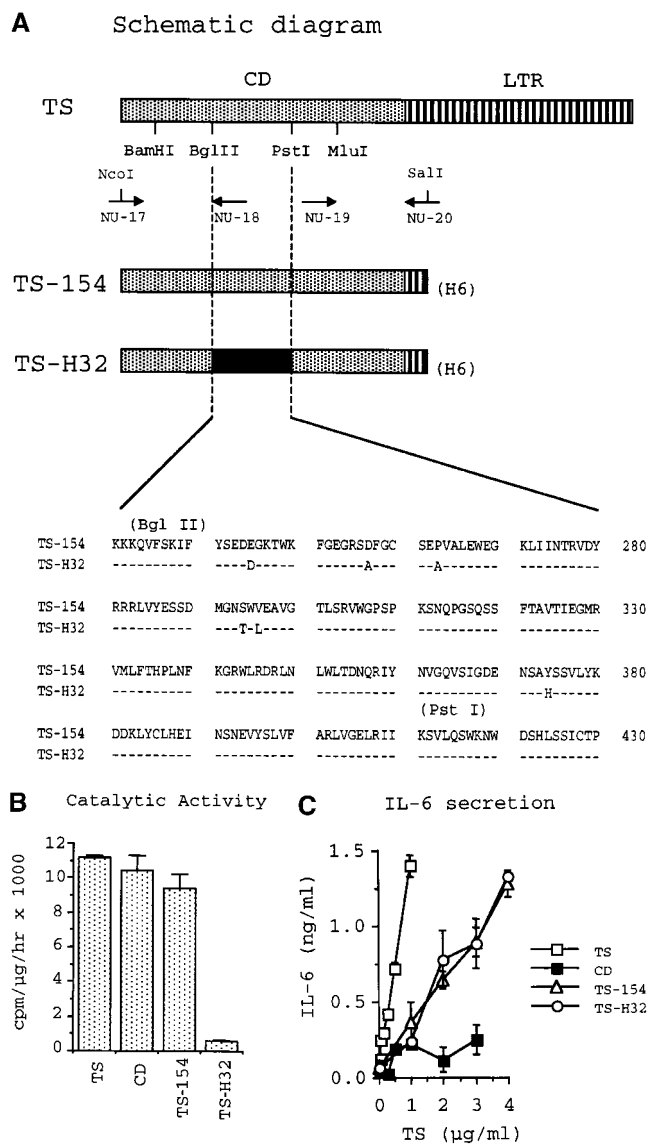 A Schematic diagram
CD LTR
TS
BamHI BglII PstI MluI
NcoI SalI
NU-17 NU-18 NU-19 NU-20
TS-154 (H6)
TS-H32 (H6)
(Bgl II)
TS-154 KKKQVFSKIF YSEDEGKTWK FGEGRSDFGC SEPVALEWEG KLIINTRVDY 280
TS-H32 ---------- ---D------ -----A---- --A------- ----------
TS-154 RRRLVYESSD MGNSWVEAVG TLSRVWGPSP KSNQPGSQSS FTAVTIEGMR 330
TS-H32 ---------- ---T-L---- ---------- ---------- ----------
TS-154 VMLFTHPLNF KGRWLRDRLN LWLTDNQRIY NVGQVSIGDE NSAYSSVLYK 380
TS-H32 ---------- ---------- ---------- ---------- ---H------
(Pst I)
TS-154 DDKLYCLHEI NSNEVYSLVF ARLVGELRII KSVLQSWKNW DSHLSSICTP 430
TS-H32 ---------- ---------- ---------- ---------- ----------
B Catalytic Activity
cpm/µg/hr x 1000
12
10
8
6
4
2
0
TS
CD
TS-154
TS-H32
C IL-6 secretion
IL-6 (ng/ml)
1.5
1.0
0.5
0.0
0 1 2 3 4
TS (µg/ml)
TS
CD
TS-154
TS-H32